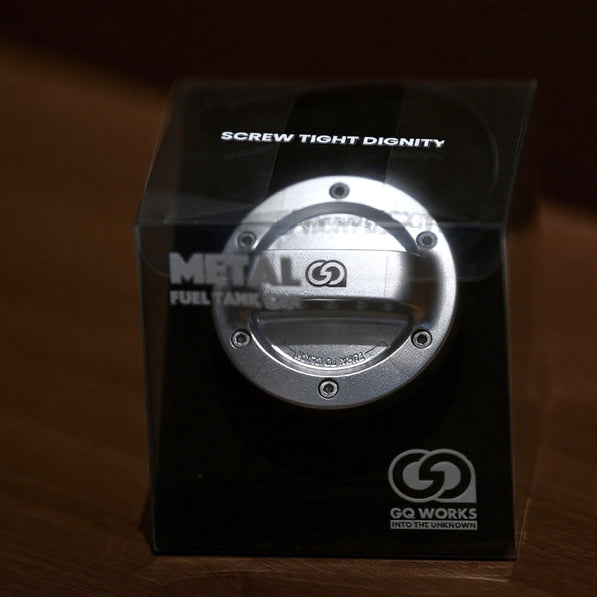 SCREW TIGHT DIGNITY
METAL
FUEL TANK CAP
GQ WORKS
INTO THE UNKNOWN